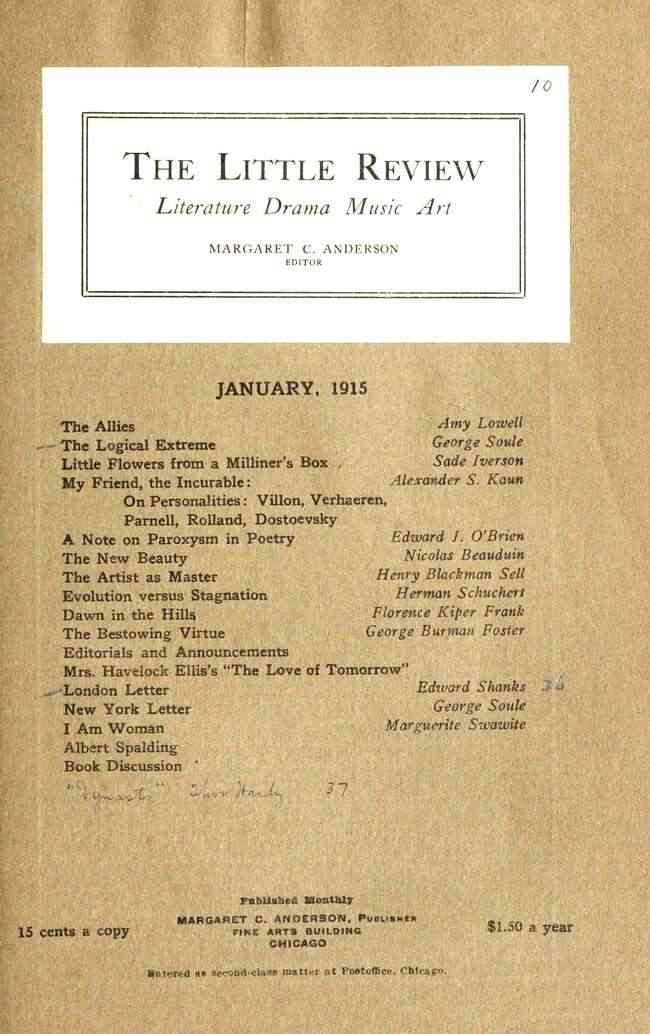 10
THE LITTLE REVIEW
Literature Drama Music Art
MARGARET C. ANDERSON
EDITOR
JANUARY, 1915
The Allies Amy Lowell
The Logical Extreme George Soule
Little Flowers from a Milliner's Box Sade Iverson
My Friend, the Incurable: Alexander S. Kaun
On Personalities: Villon, Verhaeren,
Parnell, Rolland, Dostoevsky
A Note on Paroxysm in Poetry Edward J. O'Brien
The New Beauty Nicolas Beauduin
The Artist as Master Henry Blackman Sell
Evolution versus Stagnation Herman Schuchert
Dawn in the Hills Florence Kiper Frank
The Bestowing Virtue George Burman Foster
Editorials and Announcements
Mrs. Havelock Ellis's "The Love of Tomorrow"
London Letter Edward Shanks 36
New York Letter George Soule
I Am Woman Marguerite Swawite
Albert Spalding
Book Discussion
Hardy 37
Published Monthly
15 cents a copy MARGARET C. ANDERSON, PUBLISHER $1.50 a year
FINE ARTS BUILDING
CHICAGO
Entered as second-class matter at Postoffice, Chicago.